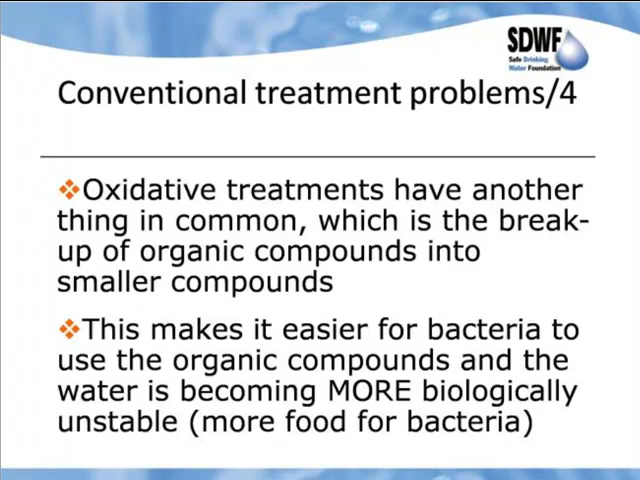 SDWF
Safe Drinking
Water Foundation
Conventional treatment problems/4
❖Oxidative treatments have another
thing in common, which is the break-
up of organic compounds into
smaller compounds
❖This makes it easier for bacteria to
use the organic compounds and the
water is becoming MORE biologically
unstable (more food for bacteria)